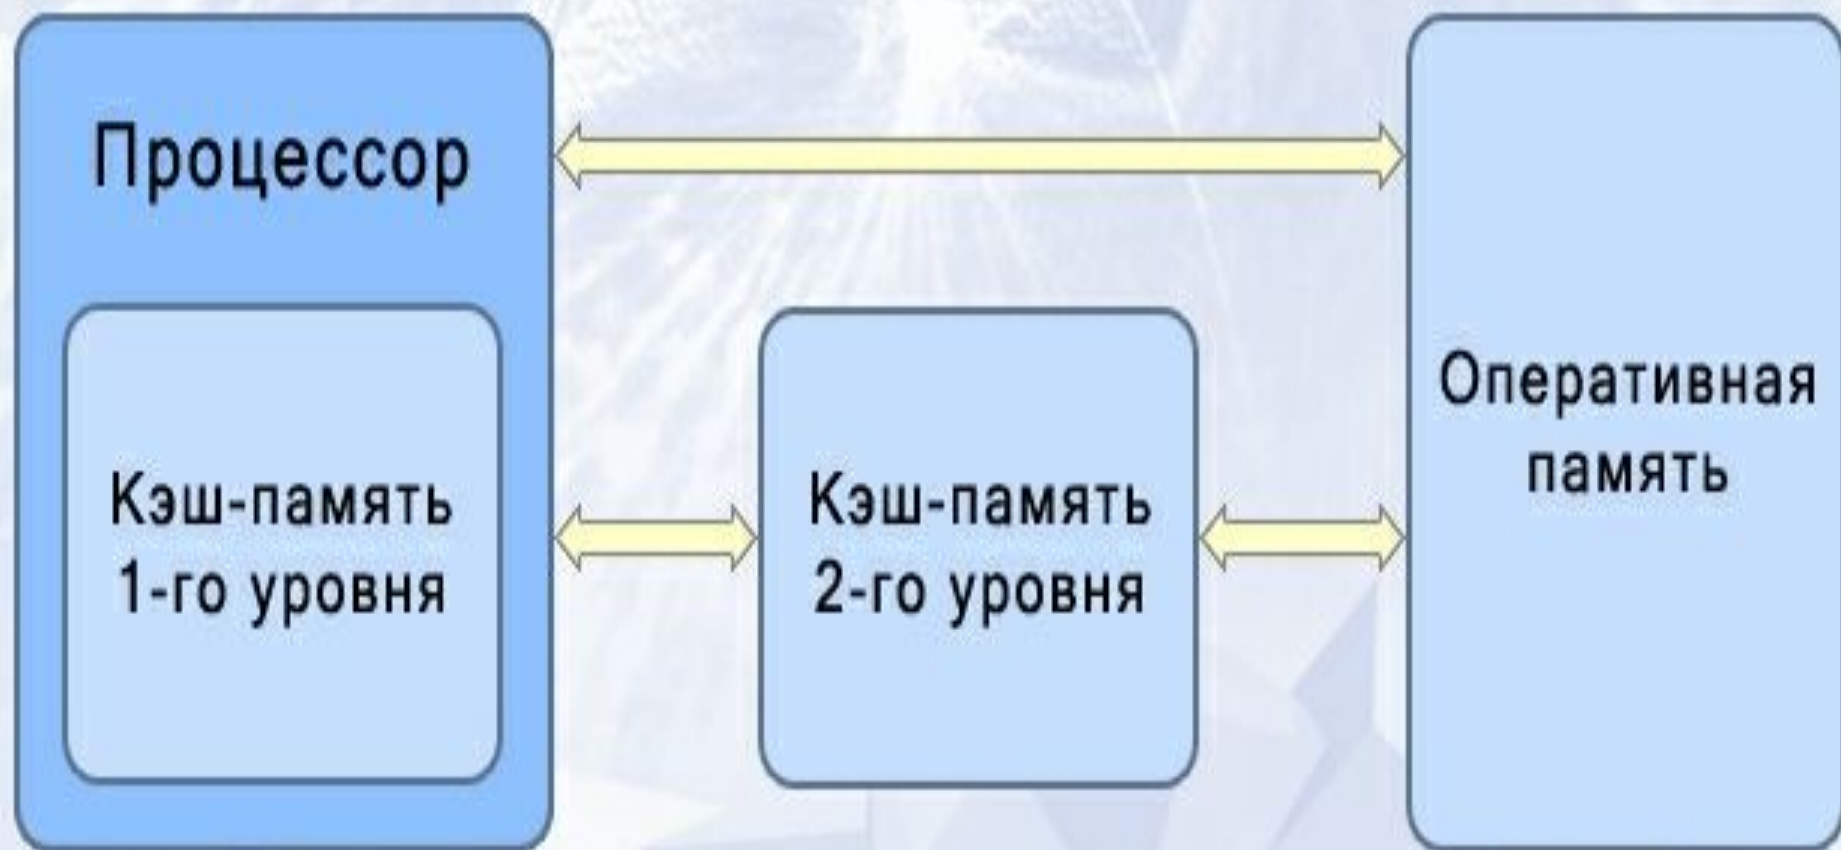 Процессор
Кэш-память
1-го уровня
Кэш-память
2-го уровня
Оперативная
память